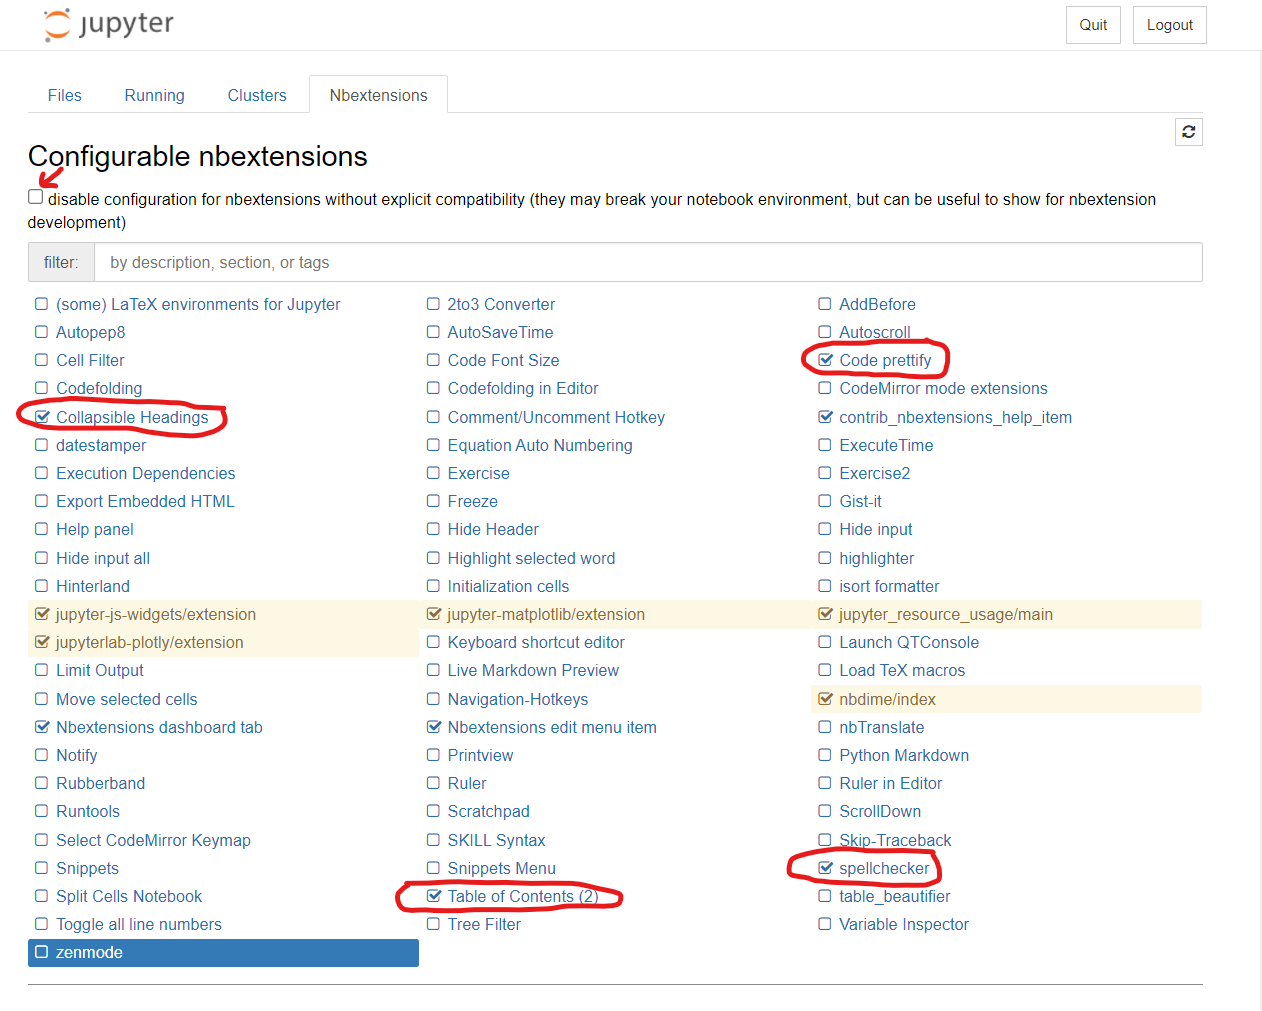 jupyter
Quit Logout
Files Running Clusters Nbextensions
Configurable nbextensions
disable configuration for nbextensions without explicit compatibility (they may break your notebook environment, but can be useful to show for nbextension
development)
filter: by description, section, or tags
(some) LaTeX environments for Jupyter 2to3 Converter AddBefore
Autopep8 AutoSaveTime Autoscroll
Cell Filter Code Font Size Code prettify
Codefolding Codefolding in Editor CodeMirror mode extensions
Collapsible Headings Comment/Uncomment Hotkey contrib_nbextensions_help_item
datestamper Equation Auto Numbering ExecuteTime
Execution Dependencies Exercise Exercise2
Export Embedded HTML Freeze Gist-it
Help panel Hide Header Hide input
Hide input all Highlight selected word highlighter
Hinterland Initialization cells isort formatter
jupyter-js-widgets/extension jupyter-matplotlib/extension jupyter_resource_usage/main
jupyterlab-plotly/extension Keyboard shortcut editor Launch QTConsole
Limit Output Live Markdown Preview Load TeX macros
Move selected cells Navigation-Hotkeys nbdime/index
Nbextensions dashboard tab Nbextensions edit menu item nbTranslate
Notify Printview Python Markdown
Rubberband Ruler Ruler in Editor
Runtools Scratchpad ScrollDown
Select CodeMirror Keymap SKILL Syntax Skip-Traceback
Snippets Snippets Menu spellchecker
Split Cells Notebook Table of Contents (2) table_beautifier
Toggle all line numbers Tree Filter Variable Inspector
zenmode